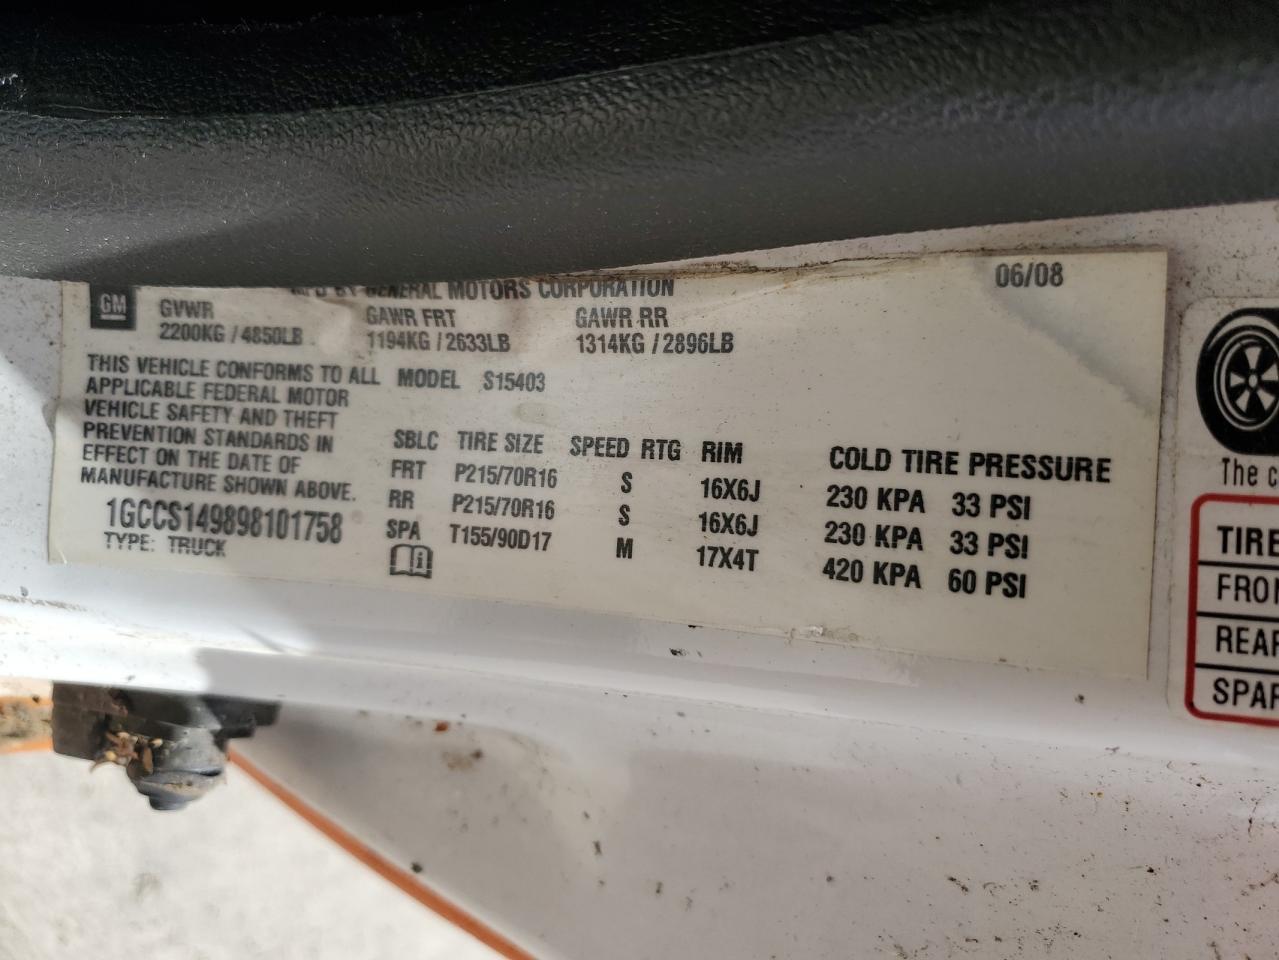 GM
MFD BY GENERAL MOTORS CORPORATION
06/08
GVWR GAWR FRT GAWR RR
2200KG / 4850LB 1194KG / 2633LB 1314KG / 2896LB
THIS VEHICLE CONFORMS TO ALL
APPLICABLE FEDERAL MOTOR
VEHICLE SAFETY AND THEFT
PREVENTION STANDARDS IN
EFFECT ON THE DATE OF
MANUFACTURE SHOWN ABOVE.
1GCCS149898101758
TYPE: TRUCK
MODEL S15403
SBLC TIRE SIZE SPEED RTG RIM COLD TIRE PRESSURE
FRT P215/70R16 S 16X6J 230 KPA 33 PSI
RR P215/70R16 S 16X6J 230 KPA 33 PSI
SPA T155/90D17 M 17X4T 420 KPA 60 PSI
i
The c
TIRE
FRO
REAR
SPAR